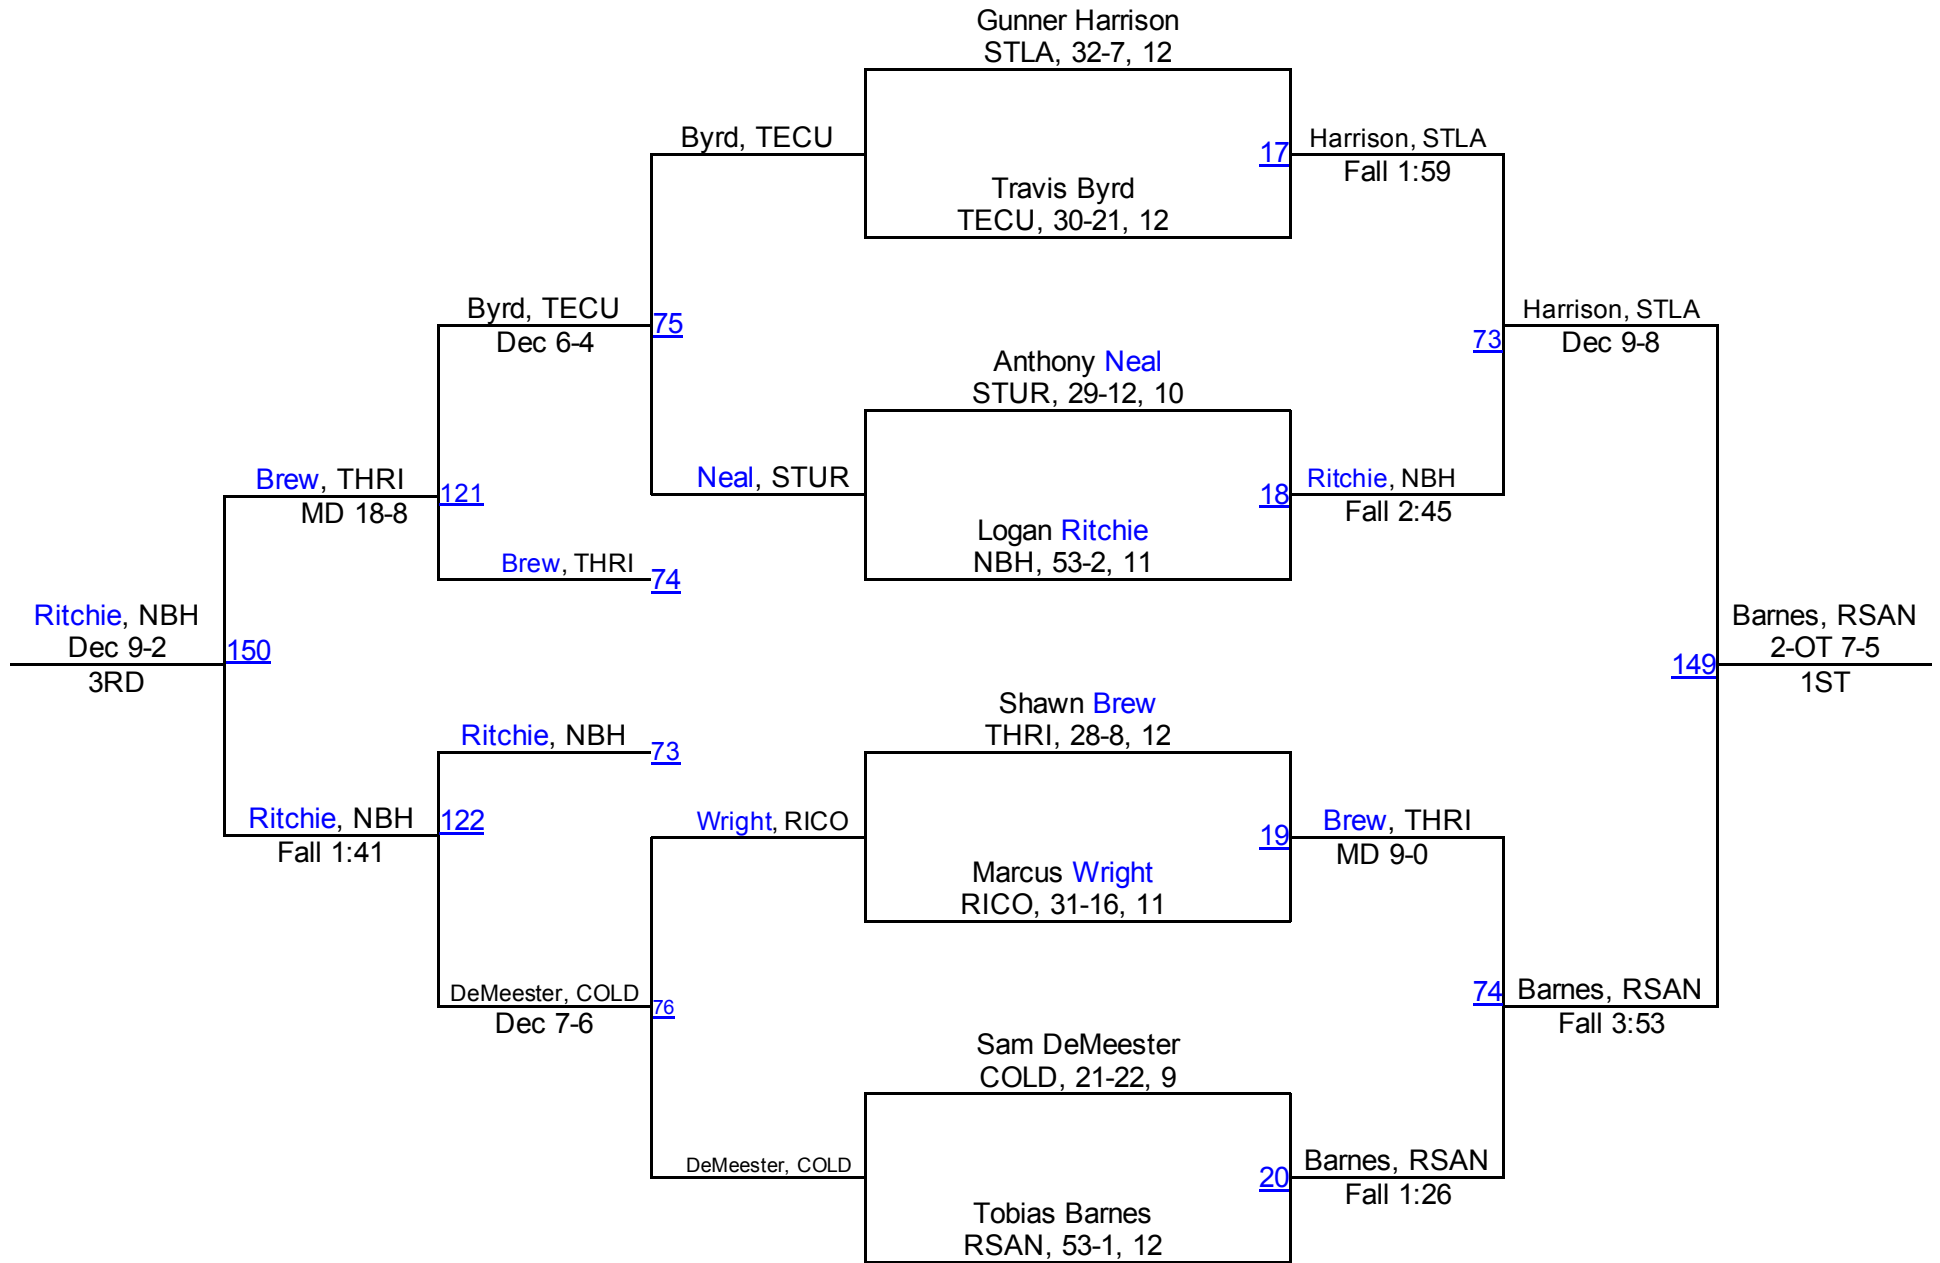 Gunner Harrison
STLA, 32-7, 12
Byrd, TECU
17
Harrison, STLA
Fall 1:59
Travis Byrd
TECU, 30-21, 12
Byrd, TECU
Dec 6-4
75
Harrison, STLA
Dec 9-8
73
Anthony Neal
STUR, 29-12, 10
Brew, THRI
MD 18-8
121
Neal, STUR
18
Ritchie, NBH
Fall 2:45
Logan Ritchie
NBH, 53-2, 11
Brew, THRI
74
Ritchie, NBH
Dec 9-2
3RD
150
149
Barnes, RSAN
2-OT 7-5
1ST
Shawn Brew
THRI, 28-8, 12
Ritchie, NBH
73
Ritchie, NBH
Fall 1:41
122
Wright, RICO
19
Brew, THRI
MD 9-0
Marcus Wright
RICO, 31-16, 11
DeMeester, COLD
Dec 7-6
76
74
Barnes, RSAN
Fall 3:53
Sam DeMeester
COLD, 21-22, 9
DeMeester, COLD
20
Barnes, RSAN
Fall 1:26
Tobias Barnes
RSAN, 53-1, 12